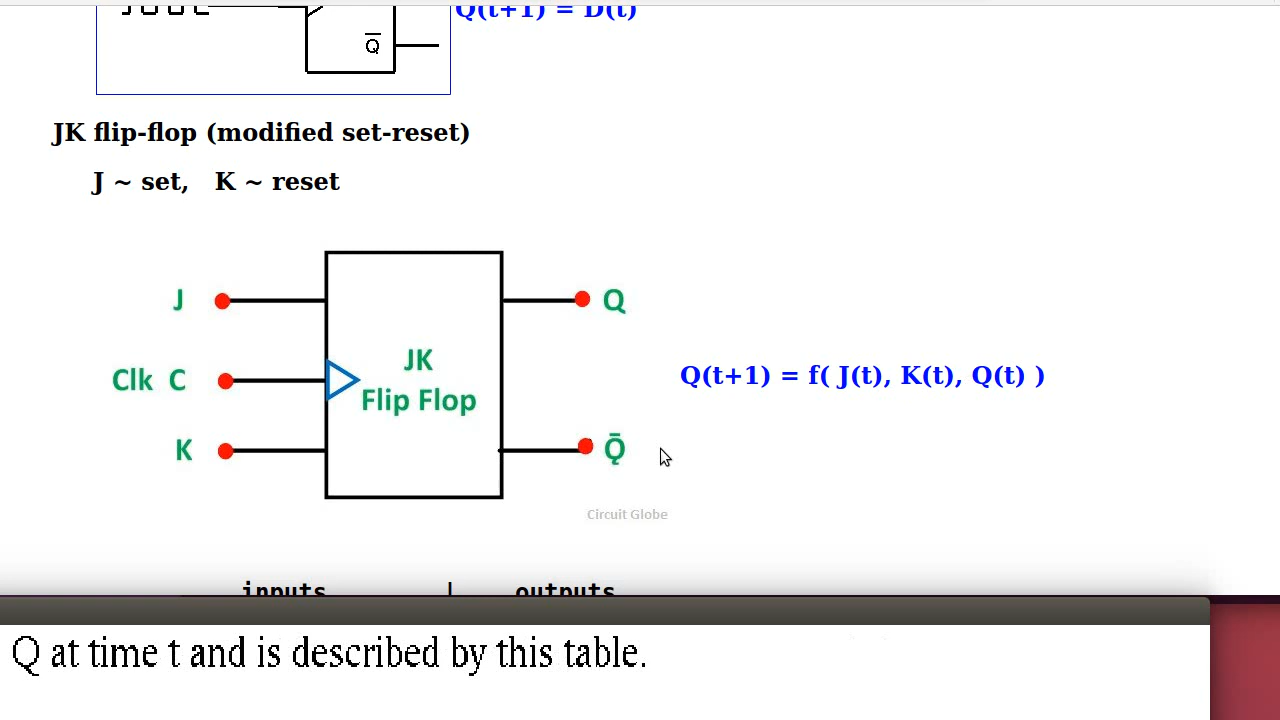 Q(t+1) = D(t)
Q̅
JK flip-flop (modified set-reset)
J ~ set, K ~ reset
J
Q
JK
Flip Flop
Clk C
Q(t+1) = f( J(t), K(t), Q(t) )
K
Q̄
Circuit Globe
inputs | outputs
Q at time t and is described by this table.